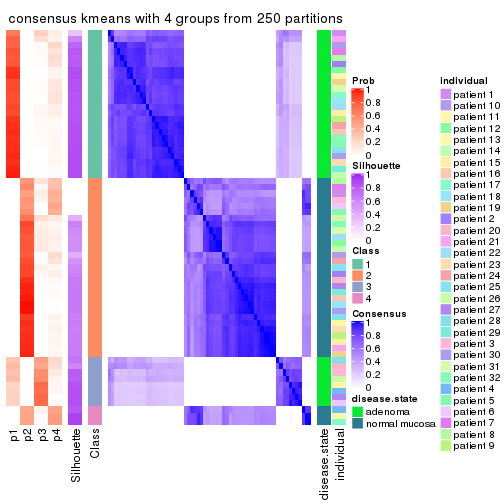 consensus kmeans with 4 groups from 250 partitions
Prob
1
0.8
0.6
0.4
0.2
0
Silhouette
1
0.8
0.6
0.4
0.2
0
Class
1
2
3
4
Consensus
1
0.8
0.6
0.4
0.2
0
disease.state
adenoma
normal mucosa
individual
patient 1
patient 10
patient 11
patient 12
patient 13
patient 14
patient 15
patient 16
patient 17
patient 18
patient 19
patient 2
patient 20
patient 21
patient 22
patient 23
patient 24
patient 25
patient 26
patient 27
patient 28
patient 29
patient 3
patient 30
patient 31
patient 32
patient 4
patient 5
patient 6
patient 7
patient 8
patient 9
p1
p2
p3
p4
Silhouette
Class
disease.state
individual